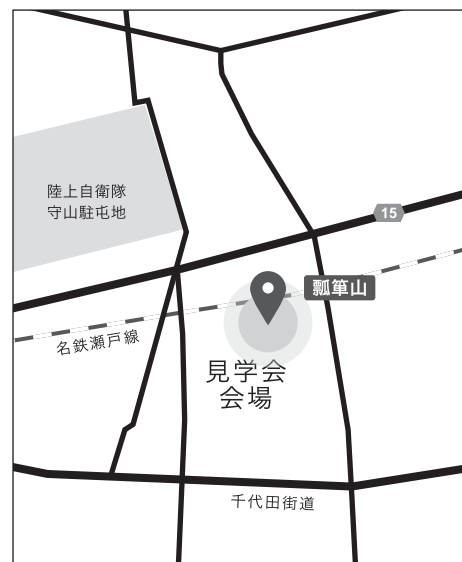 陸上自衛隊
守山駐屯地
15
瓢箪山
名鉄瀬戸線
見学会
会場
千代田街道